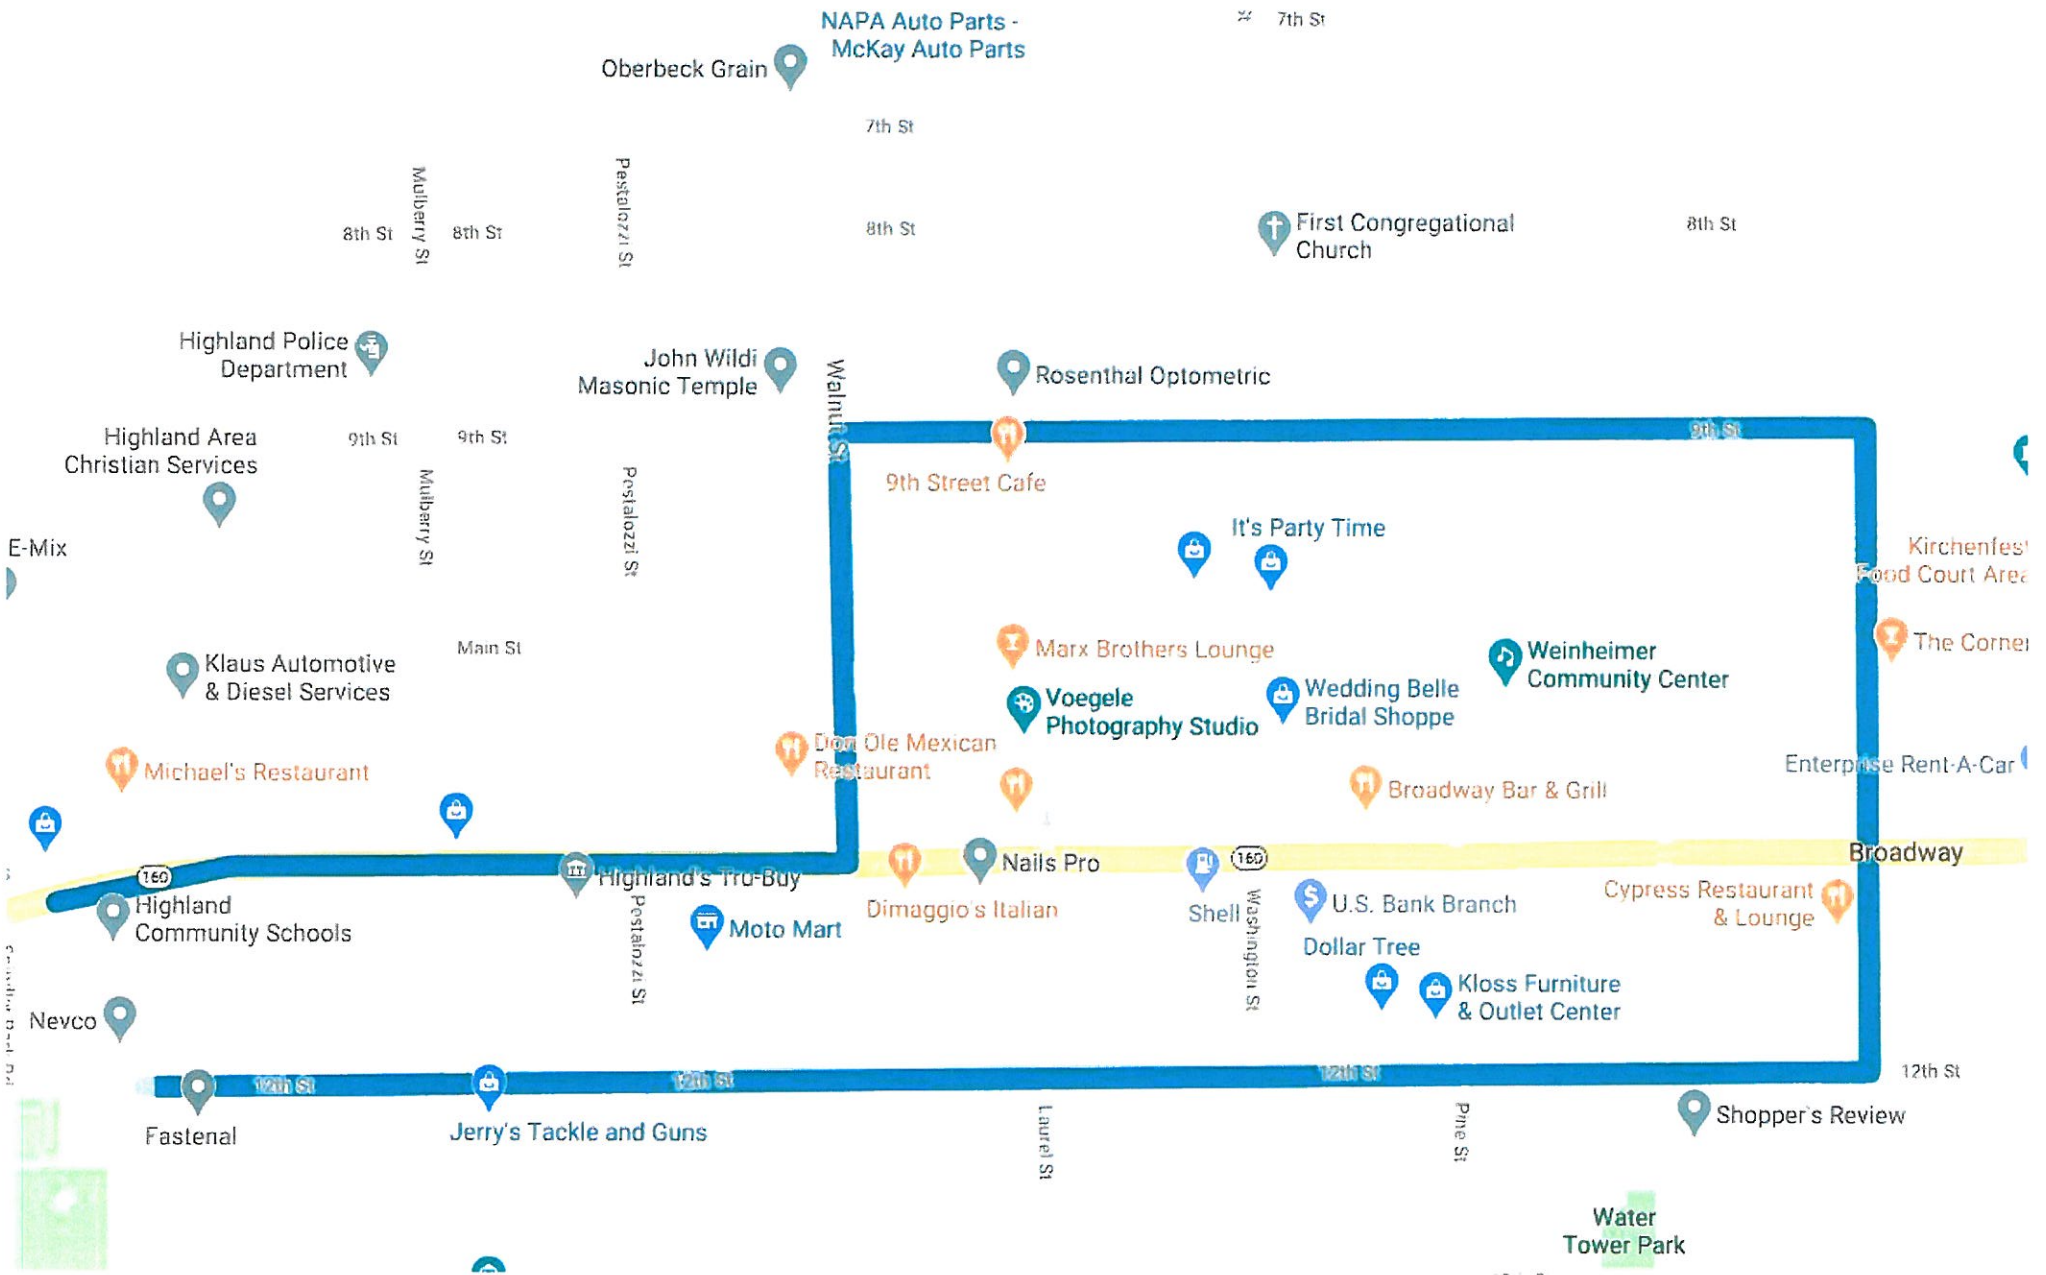 NAPA Auto Parts -
McKay Auto Parts
7th St
Oberbeck Grain
7th St
Mulberry St
Pestalozzi St
8th St
8th St
8th St
First Congregational
Church
8th St
Highland Police
Department
John Wildi
Masonic Temple
Walnut St
Rosenthal Optometric
Highland Area
Christian Services
9th St
9th St
9th St
9th Street Cafe
Mulberry St
Pestalozzi St
It's Party Time
E-Mix
Kirchenfest
Food Court Area
Main St
Marx Brothers Lounge
Weinheimer
Community Center
The Corner
Klaus Automotive
& Diesel Services
Voegele
Photography Studio
Wedding Belle
Bridal Shoppe
Don Ole Mexican
Restaurant
Michael's Restaurant
Enterprise Rent-A-Car
Broadway Bar & Grill
160
Highland's Tru-Buy
Nails Pro
160
Broadway
Highland
Community Schools
Pestalozzi St
Moto Mart
Dimaggio's Italian
Shell
Washington St
U.S. Bank Branch
Cypress Restaurant
& Lounge
Dollar Tree
Kloss Furniture
& Outlet Center
Nevco
12th St
12th St
12th St
12th St
Fastenal
Jerry's Tackle and Guns
Laurel St
Pine St
Shopper's Review
Water
Tower Park